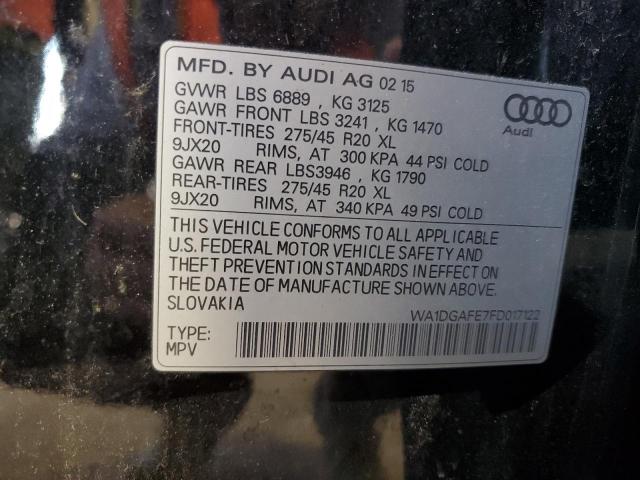 MFD. BY AUDI AG 02 15
GVWR LBS 6889 , KG 3125
GAWR FRONT LBS 3241 , KG 1470
FRONT-TIRES 275/45 R20 XL
9JX20 RIMS, AT 300 KPA 44 PSI COLD
GAWR REAR LBS3946 , KG 1790
REAR-TIRES 275/45 R20 XL
9JX20 RIMS, AT 340 KPA 49 PSI COLD
Audi
THIS VEHICLE CONFORMS TO ALL APPLICABLE
U.S. FEDERAL MOTOR VEHICLE SAFETY AND
THEFT PREVENTION STANDARDS IN EFFECT ON
THE DATE OF MANUFACTURE SHOWN ABOVE.
SLOVAKIA
WA1DGAFE7FD017122
TYPE:
MPV